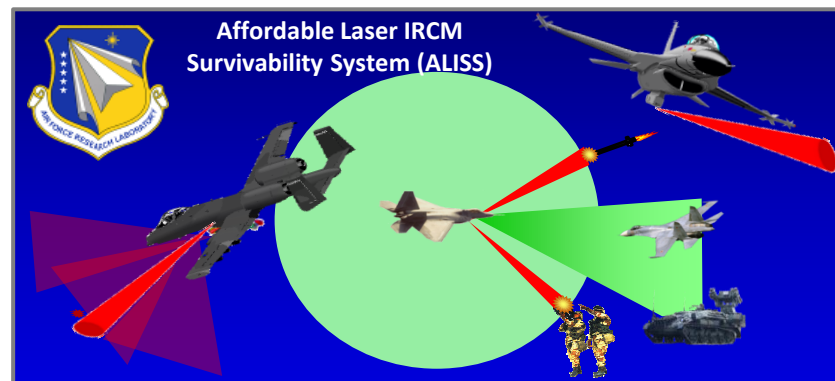 Affordable Laser IRCM
Survivability System (ALISS)
AIR FORCE RESEARCH LABORATORY